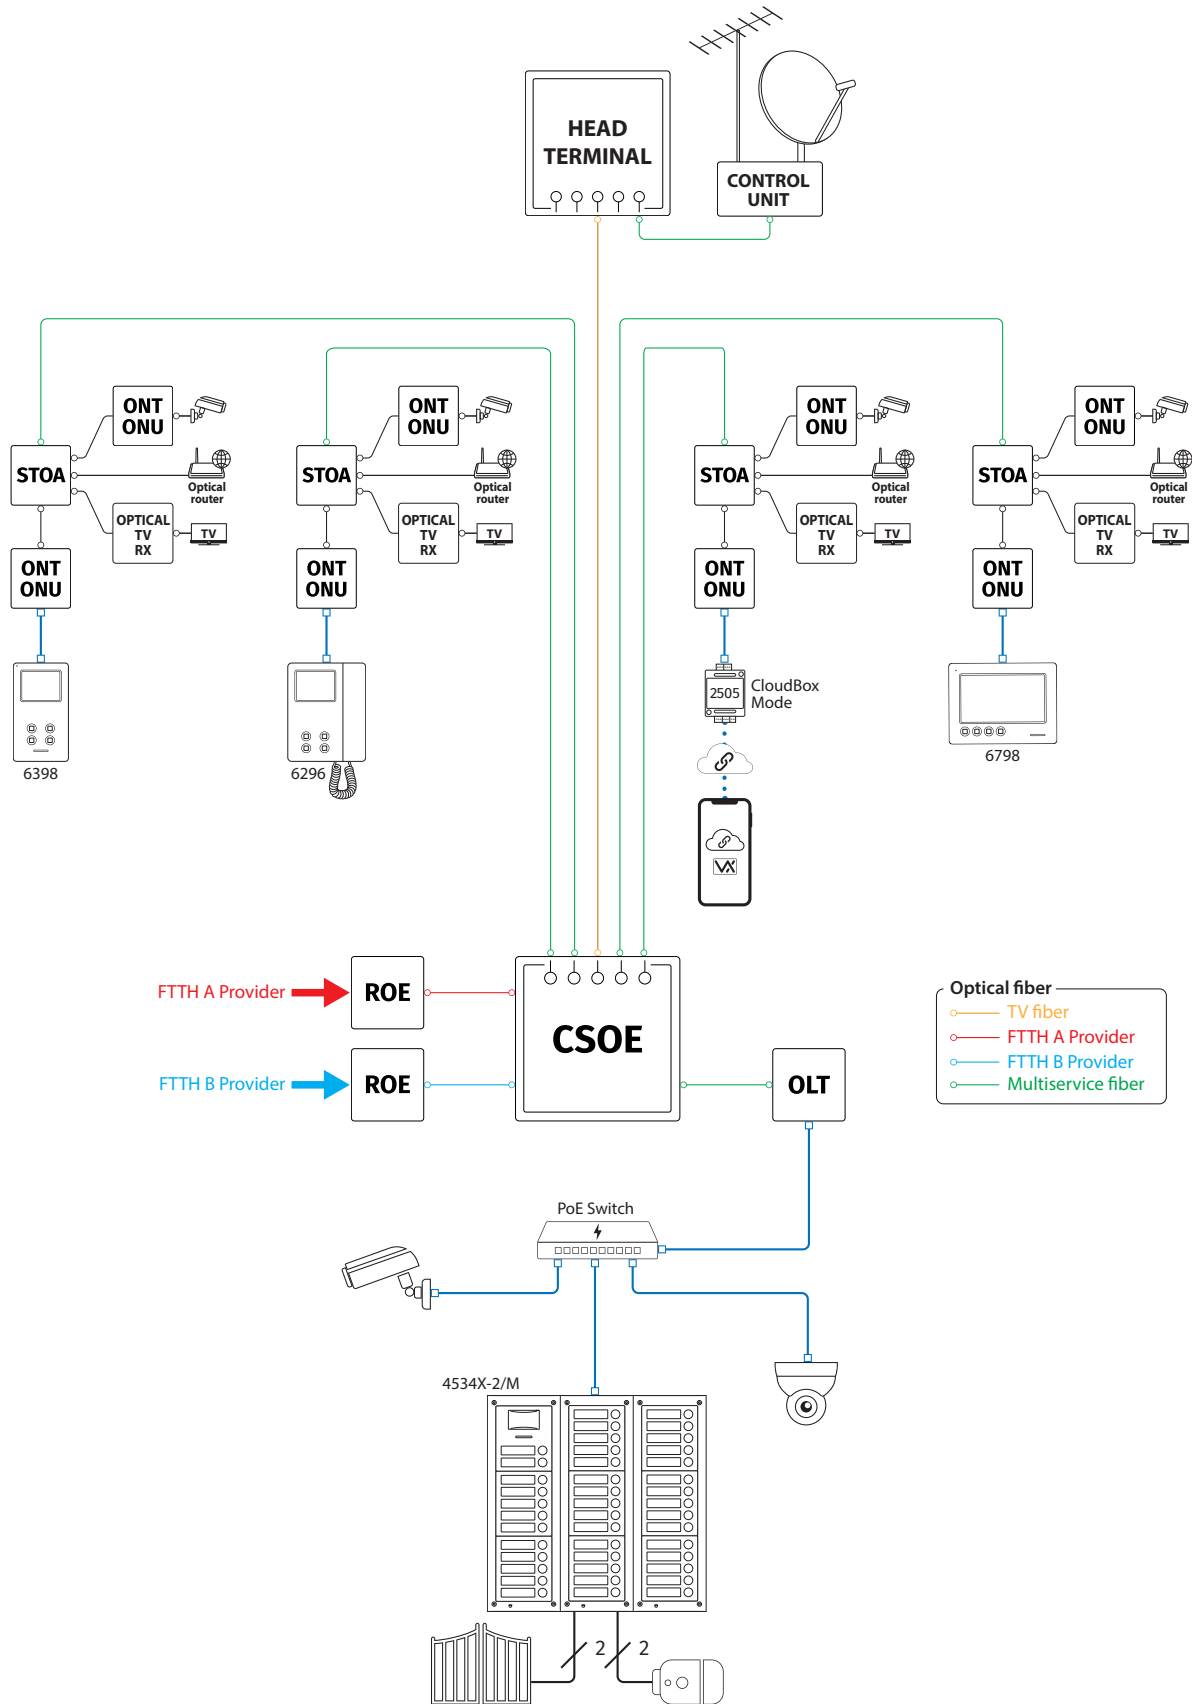 HEAD
TERMINAL
CONTROL
UNIT
ONT
ONU
STOA
Optical
router
OPTICAL
TV
RX
TV
ONT
ONU
6398
ONT
ONU
STOA
Optical
router
OPTICAL
TV
RX
TV
ONT
ONU
6296
ONT
ONU
STOA
Optical
router
OPTICAL
TV
RX
TV
ONT
ONU
2505
CloudBox
Mode
VX
ONT
ONU
STOA
Optical
router
OPTICAL
TV
RX
TV
ONT
ONU
6798
FTTH A Provider
ROE
FTTH B Provider
ROE
CSOE
OLT
Optical fiber
TV fiber
FTTH A Provider
FTTH B Provider
Multiservice fiber
PoE Switch
4534X-2/M
2
2